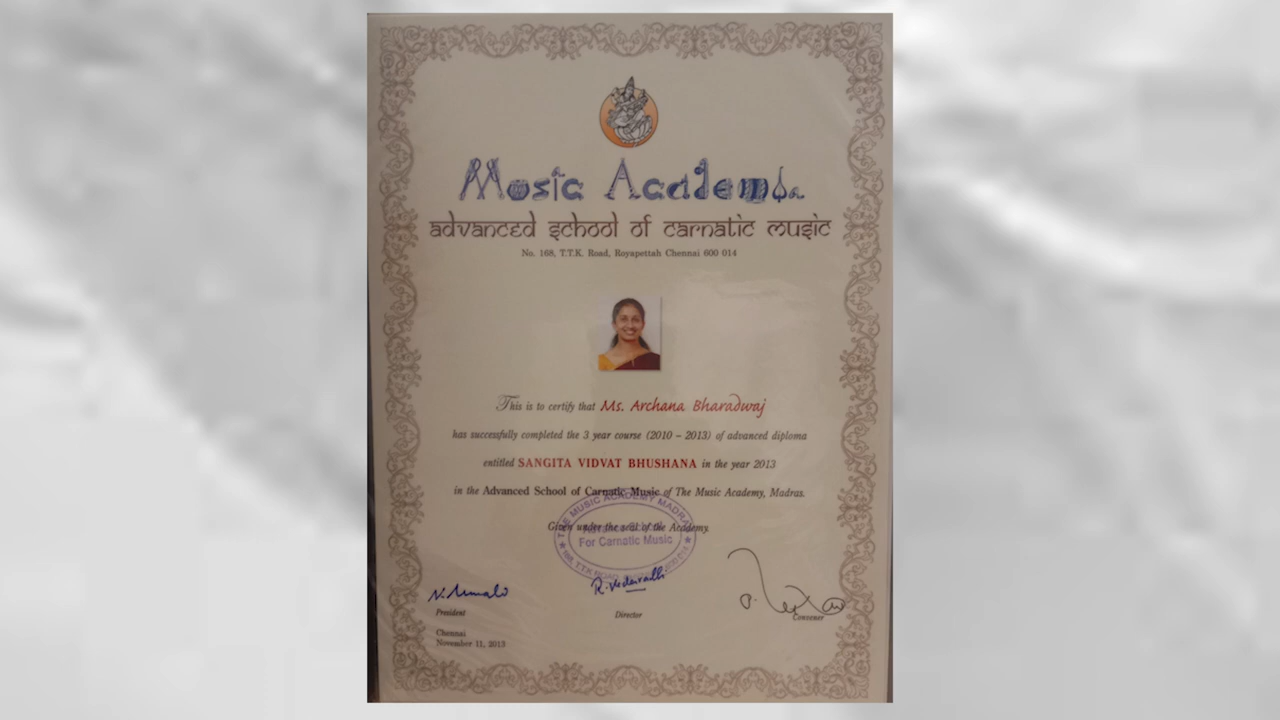 Music Academy
advanced school of carnatic music
No. 168, T.T.K. Road, Royapettah Chennai 600 014
This is to certify that Ms. Archana Bharadwaj
has successfully completed the 3 year course (2010 – 2013) of advanced diploma
entitled SANGITA VIDVAT BHUSHANA in the year 2013
in the Advanced School of Carnatic Music of The Music Academy, Madras.
THE MUSIC ACADEMY MADRAS
Given under the seal of the Academy.
For Carnatic Music
President
Director
Convener
Chennai
November 11, 2013